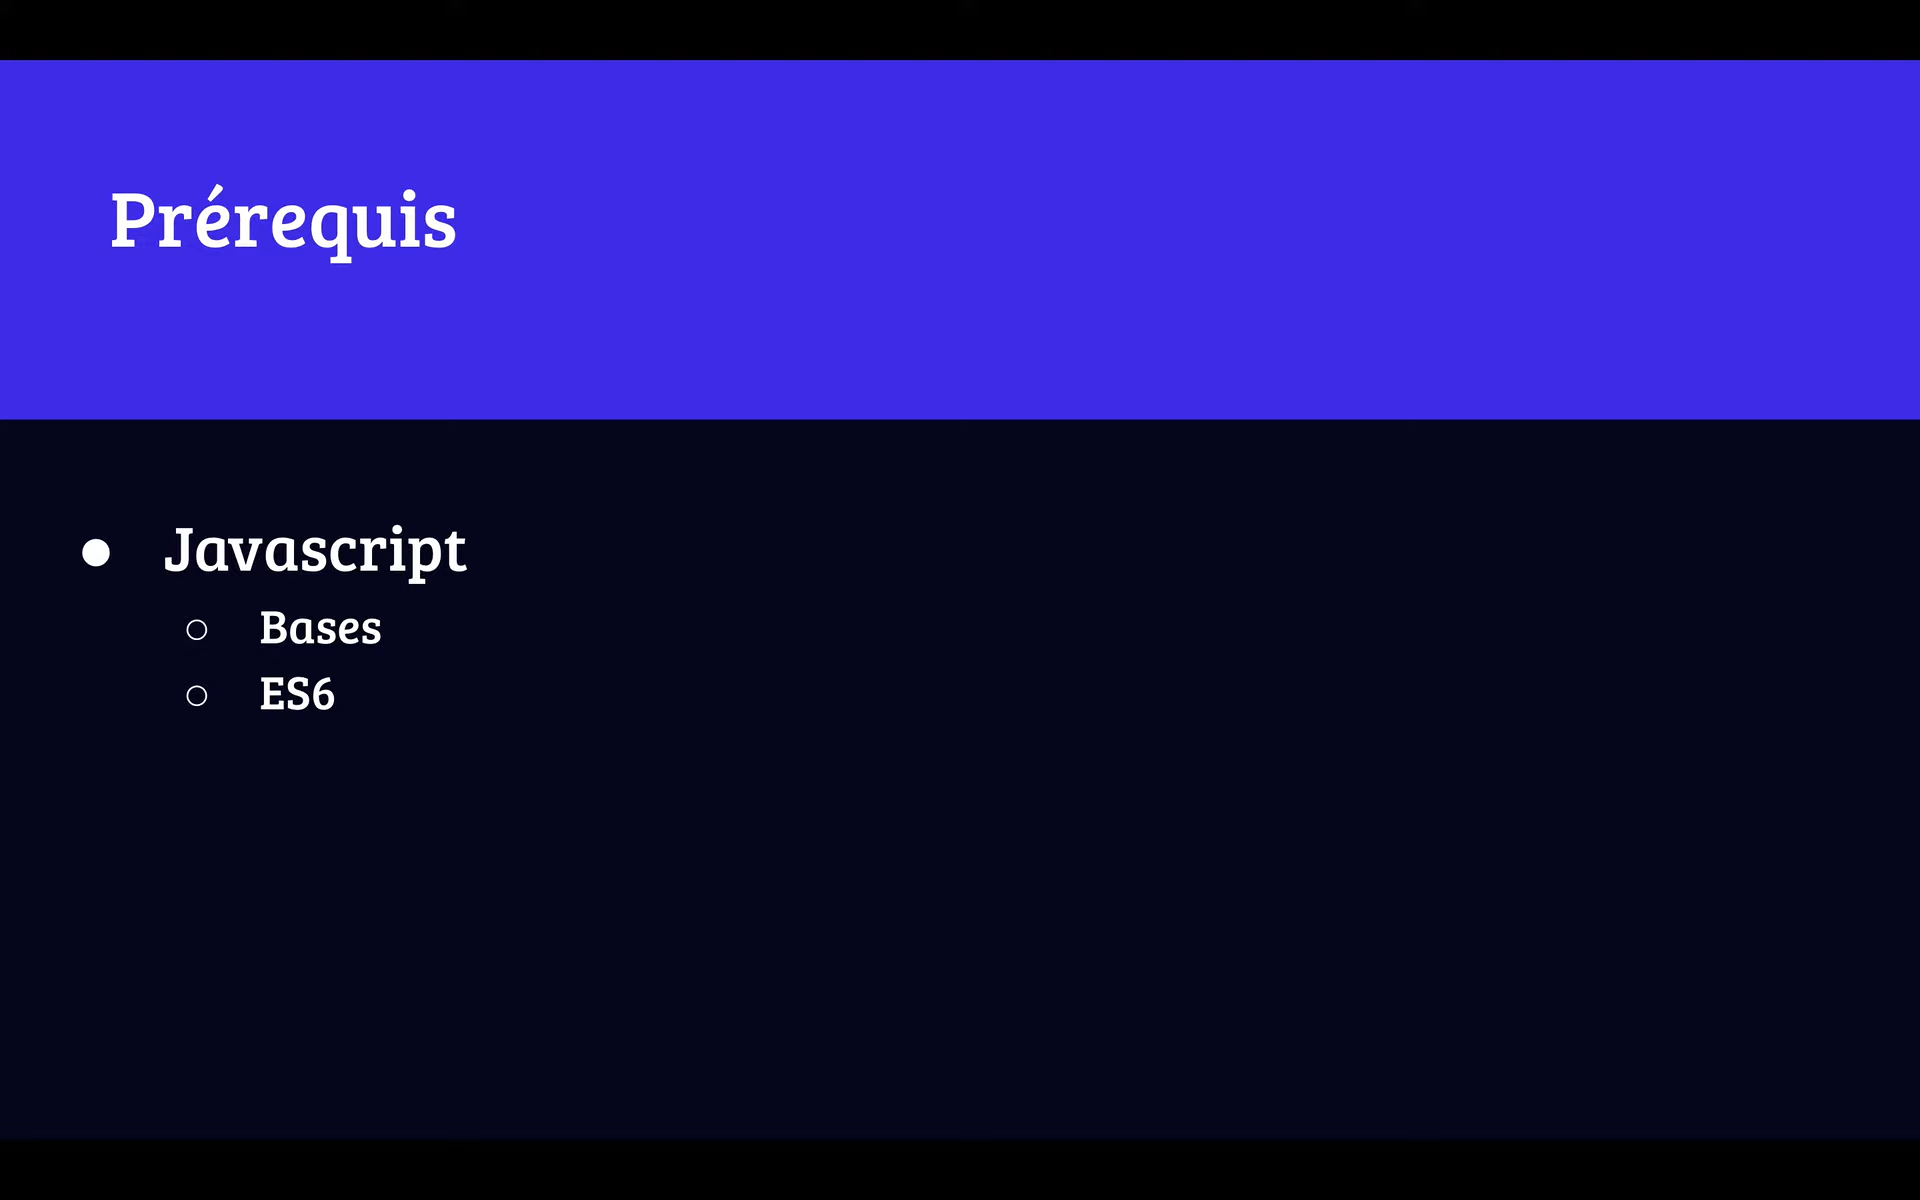 Prérequis
● Javascript
○ Bases
○ ES6